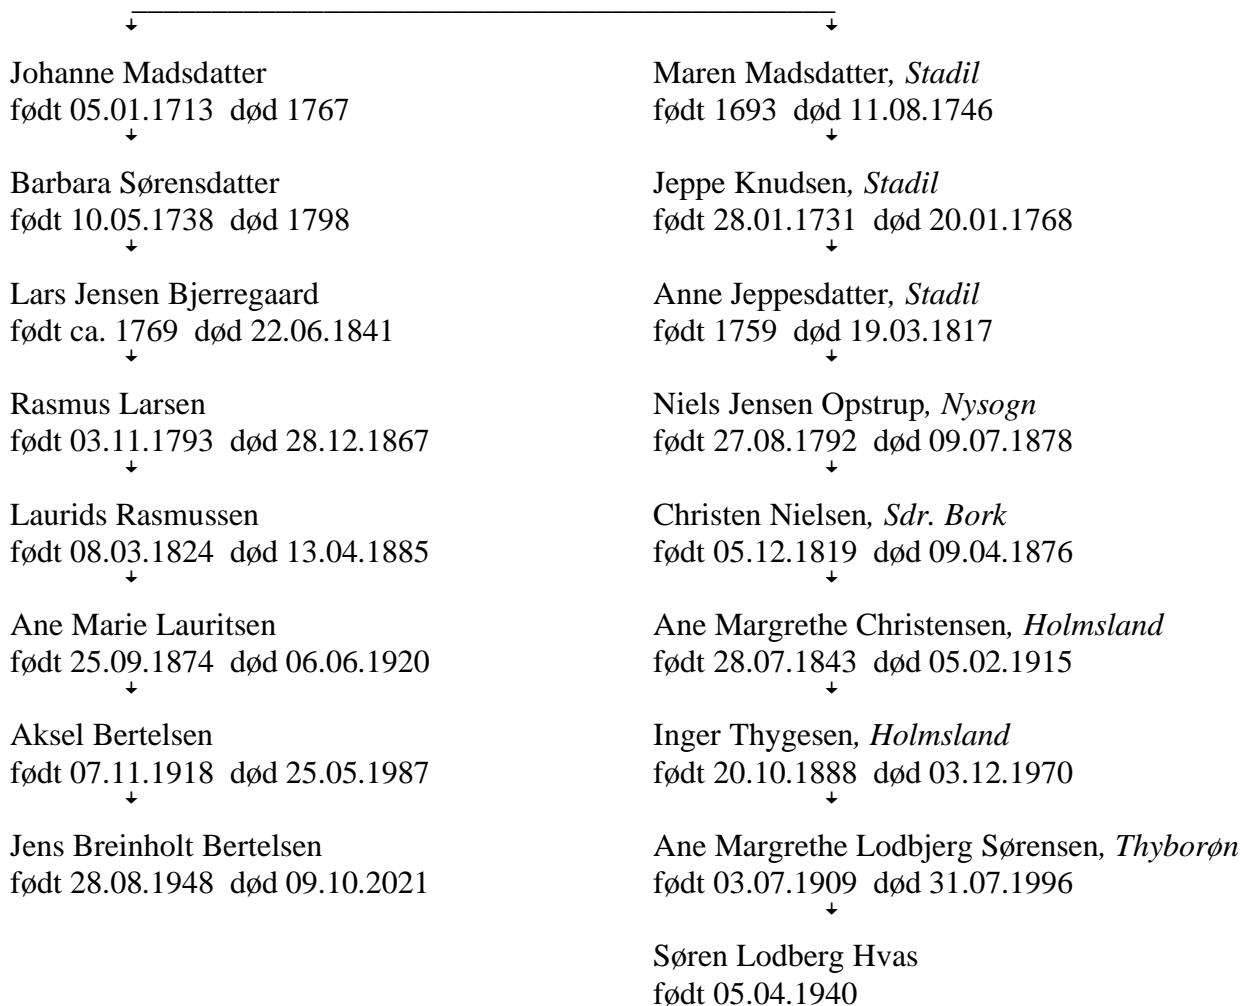 Johanne Madsdatter
født 05.01.1713 død 1767
Barbara Sørensdatter
født 10.05.1738 død 1798
Lars Jensen Bjerregaard
født ca. 1769 død 22.06.1841
Rasmus Larsen
født 03.11.1793 død 28.12.1867
Laurids Rasmussen
født 08.03.1824 død 13.04.1885
Ane Marie Lauritsen
født 25.09.1874 død 06.06.1920
Aksel Bertelsen
født 07.11.1918 død 25.05.1987
Jens Breinholt Bertelsen
født 28.08.1948 død 09.10.2021
Maren Madsdatter, Stadil
født 1693 død 11.08.1746
Jeppe Knudsen, Stadil
født 28.01.1731 død 20.01.1768
Anne Jeppesdatter, Stadil
født 1759 død 19.03.1817
Niels Jensen Opstrup, Nysogn
født 27.08.1792 død 09.07.1878
Christen Nielsen, Sdr. Bork
født 05.12.1819 død 09.04.1876
Ane Margrethe Christensen, Holmsland
født 28.07.1843 død 05.02.1915
Inger Thygesen, Holmsland
født 20.10.1888 død 03.12.1970
Ane Margrethe Lodbjerg Sørensen, Thyborøn
født 03.07.1909 død 31.07.1996
Søren Lodberg Hvas
født 05.04.1940